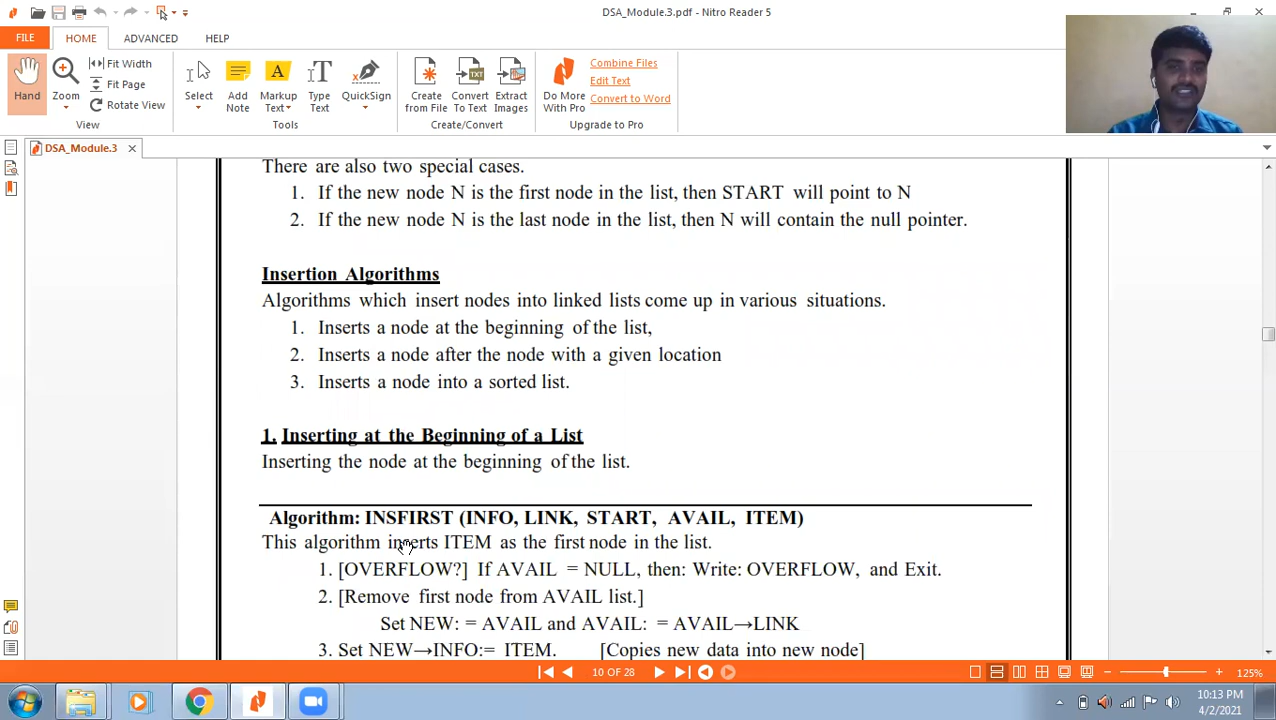 DSA_Module.3.pdf - Nitro Reader 5
FILE HOME ADVANCED HELP
Hand
Zoom
Fit Width
Fit Page
Rotate View
View
Select
Add Note
Markup Text
Type Text
QuickSign
Tools
Create from File
Convert To Text
Extract Images
Create/Convert
Do More With Pro
Combine Files
Edit Text
Convert to Word
Upgrade to Pro
DSA_Module.3
There are also two special cases.
1. If the new node N is the first node in the list, then START will point to N
2. If the new node N is the last node in the list, then N will contain the null pointer.
Insertion Algorithms
Algorithms which insert nodes into linked lists come up in various situations.
1. Inserts a node at the beginning of the list,
2. Inserts a node after the node with a given location
3. Inserts a node into a sorted list.
1. Inserting at the Beginning of a List
Inserting the node at the beginning of the list.
Algorithm: INSFIRST (INFO, LINK, START, AVAIL, ITEM)
This algorithm inserts ITEM as the first node in the list.
1. [OVERFLOW?] If AVAIL = NULL, then: Write: OVERFLOW, and Exit.
2. [Remove first node from AVAIL list.]
Set NEW: = AVAIL and AVAIL: = AVAIL→LINK
3. Set NEW→INFO:= ITEM. [Copies new data into new node]
10 OF 28
125%
10:13 PM
4/2/2021